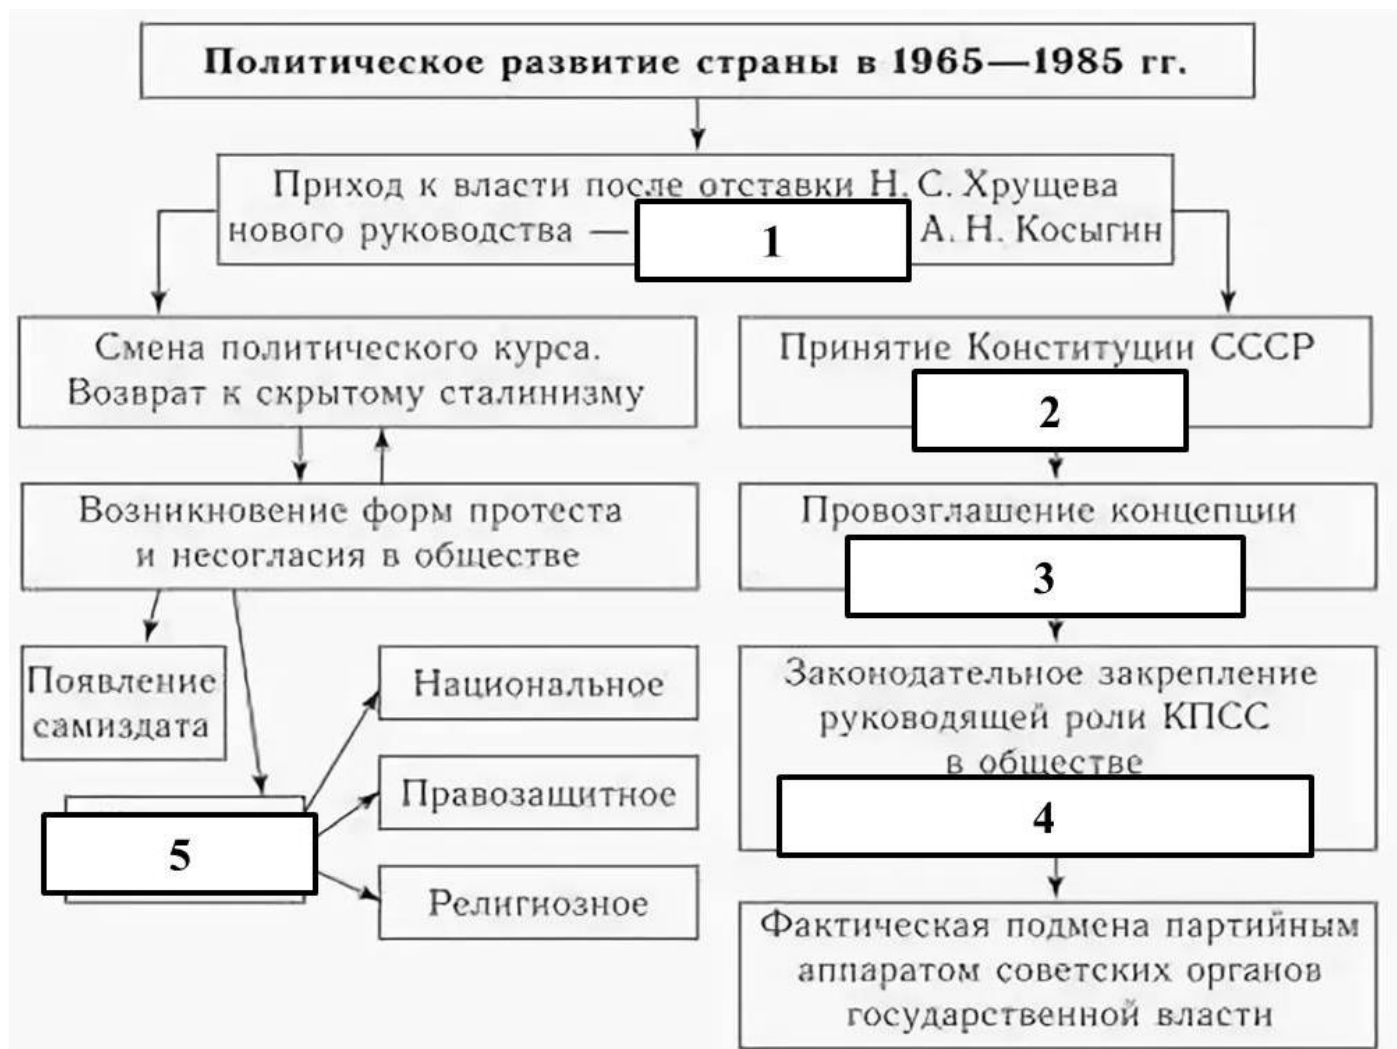 Политическое развитие страны в 1965—1985 гг.
Приход к власти после отставки Н. С. Хрущева
нового руководства — 1 А. Н. Косыгин
Смена политического курса.
Возврат к скрытому сталинизму
Принятие Конституции СССР
2
Возникновение форм протеста
и несогласия в обществе
Провозглашение концепции
3
Появление
самиздата
Национальное
Правозащитное
Религиозное
5
Законодательное закрепление
руководящей роли КПСС
в обществе
4
Фактическая подмена партийным
аппаратом советских органов
государственной власти